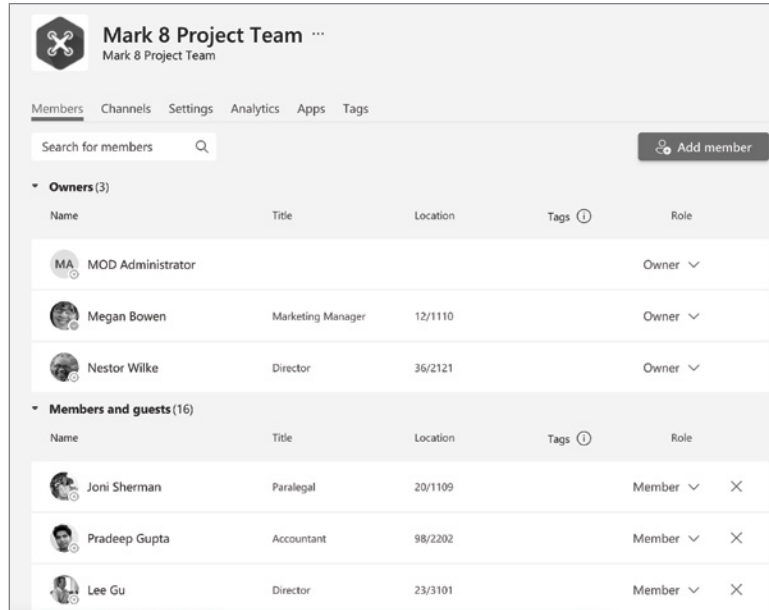 Mark 8 Project Team ...
Mark 8 Project Team
Members Channels Settings Analytics Apps Tags
Search for members Add member
Owners (3)
Name Title Location Tags Role
MA MOD Administrator Owner
Megan Bowen Marketing Manager 12/1110 Owner
Nestor Wilke Director 36/2121 Owner
Members and guests (16)
Name Title Location Tags Role
Joni Sherman Paralegal 20/1109 Member
Pradeep Gupta Accountant 98/2202 Member
Lee Gu Director 23/3101 Member